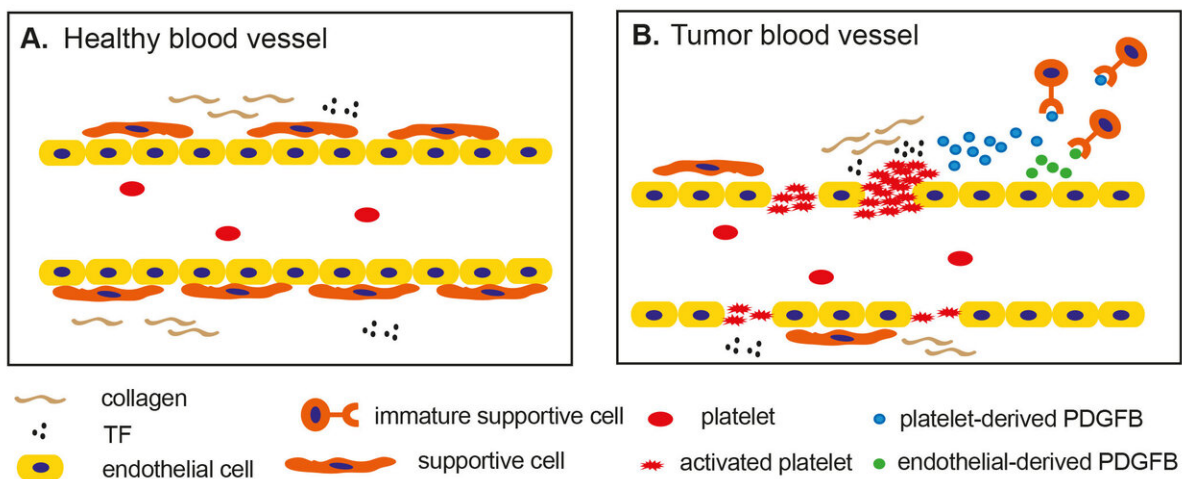 A. Healthy blood vessel
B. Tumor blood vessel
collagen
TF
endothelial cell
immature supportive cell
supportive cell
platelet
activated platelet
platelet-derived PDGFB
endothelial-derived PDGFB